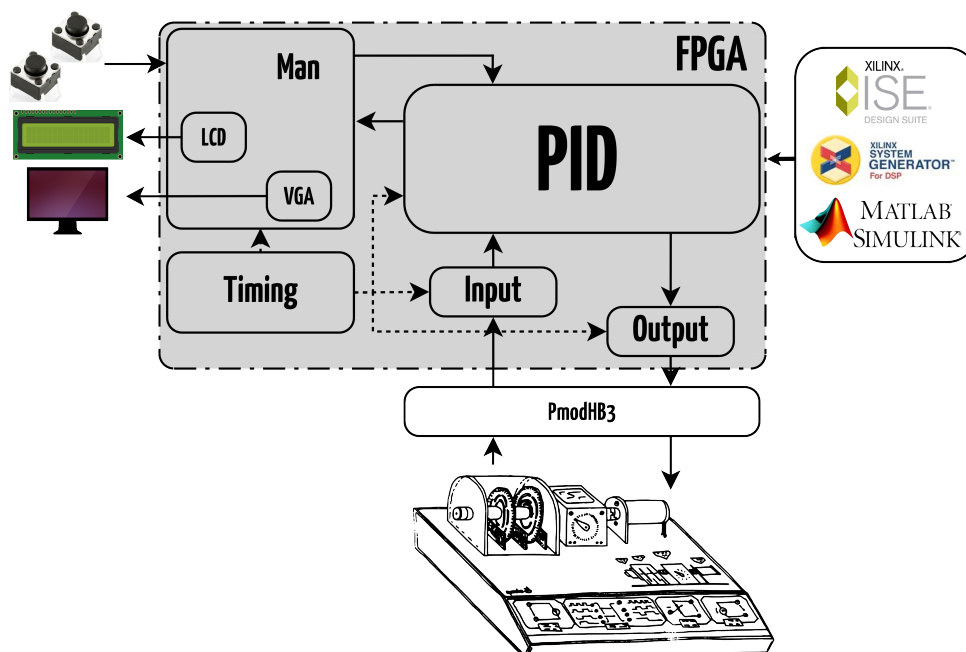 FPGA
Man
LCD
VGA
PID
Timing
Input
Output
PmodHB3
XILINX®
ISE®
DESIGN SUITE
XILINX
SYSTEM
GENERATOR™
For DSP
MATLAB®
SIMULINK®